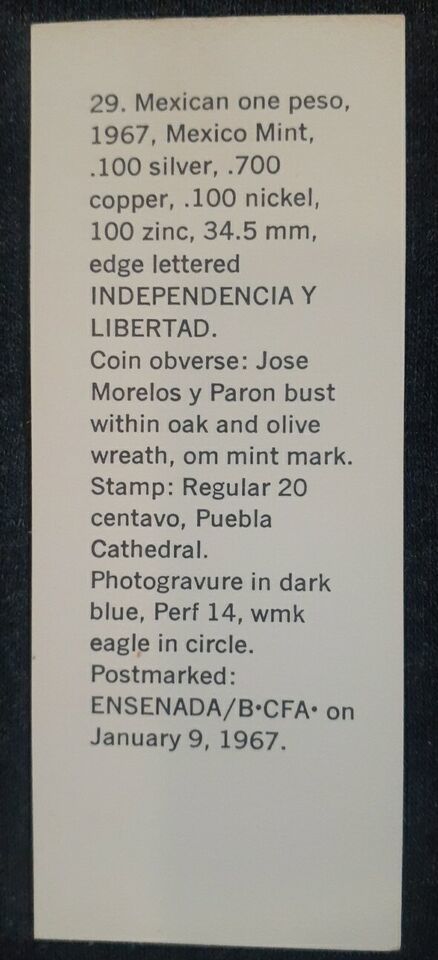 29. Mexican one peso,
1967, Mexico Mint,
.100 silver, .700
copper, .100 nickel,
100 zinc, 34.5 mm,
edge lettered
INDEPENDENCIA Y
LIBERTAD.
Coin obverse: Jose
Morelos y Paron bust
within oak and olive
wreath, om mint mark.
Stamp: Regular 20
centavo, Puebla
Cathedral.
Photogravure in dark
blue, Perf 14, wmk
eagle in circle.
Postmarked:
ENSENADA/B•CFA• on
January 9, 1967.